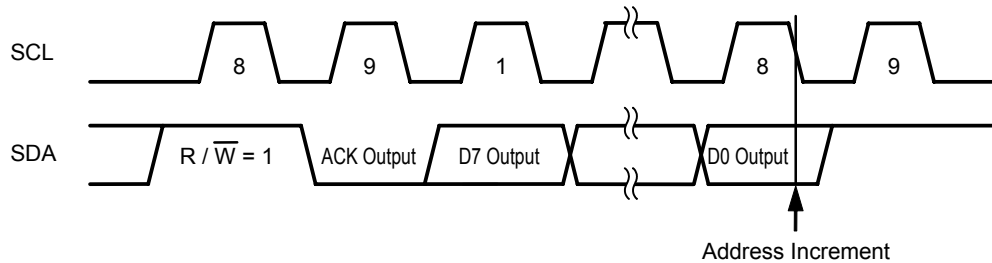 SCL
8 9 1 8 9
SDA
R / W̅ = 1 ACK Output D7 Output D0 Output
Address Increment